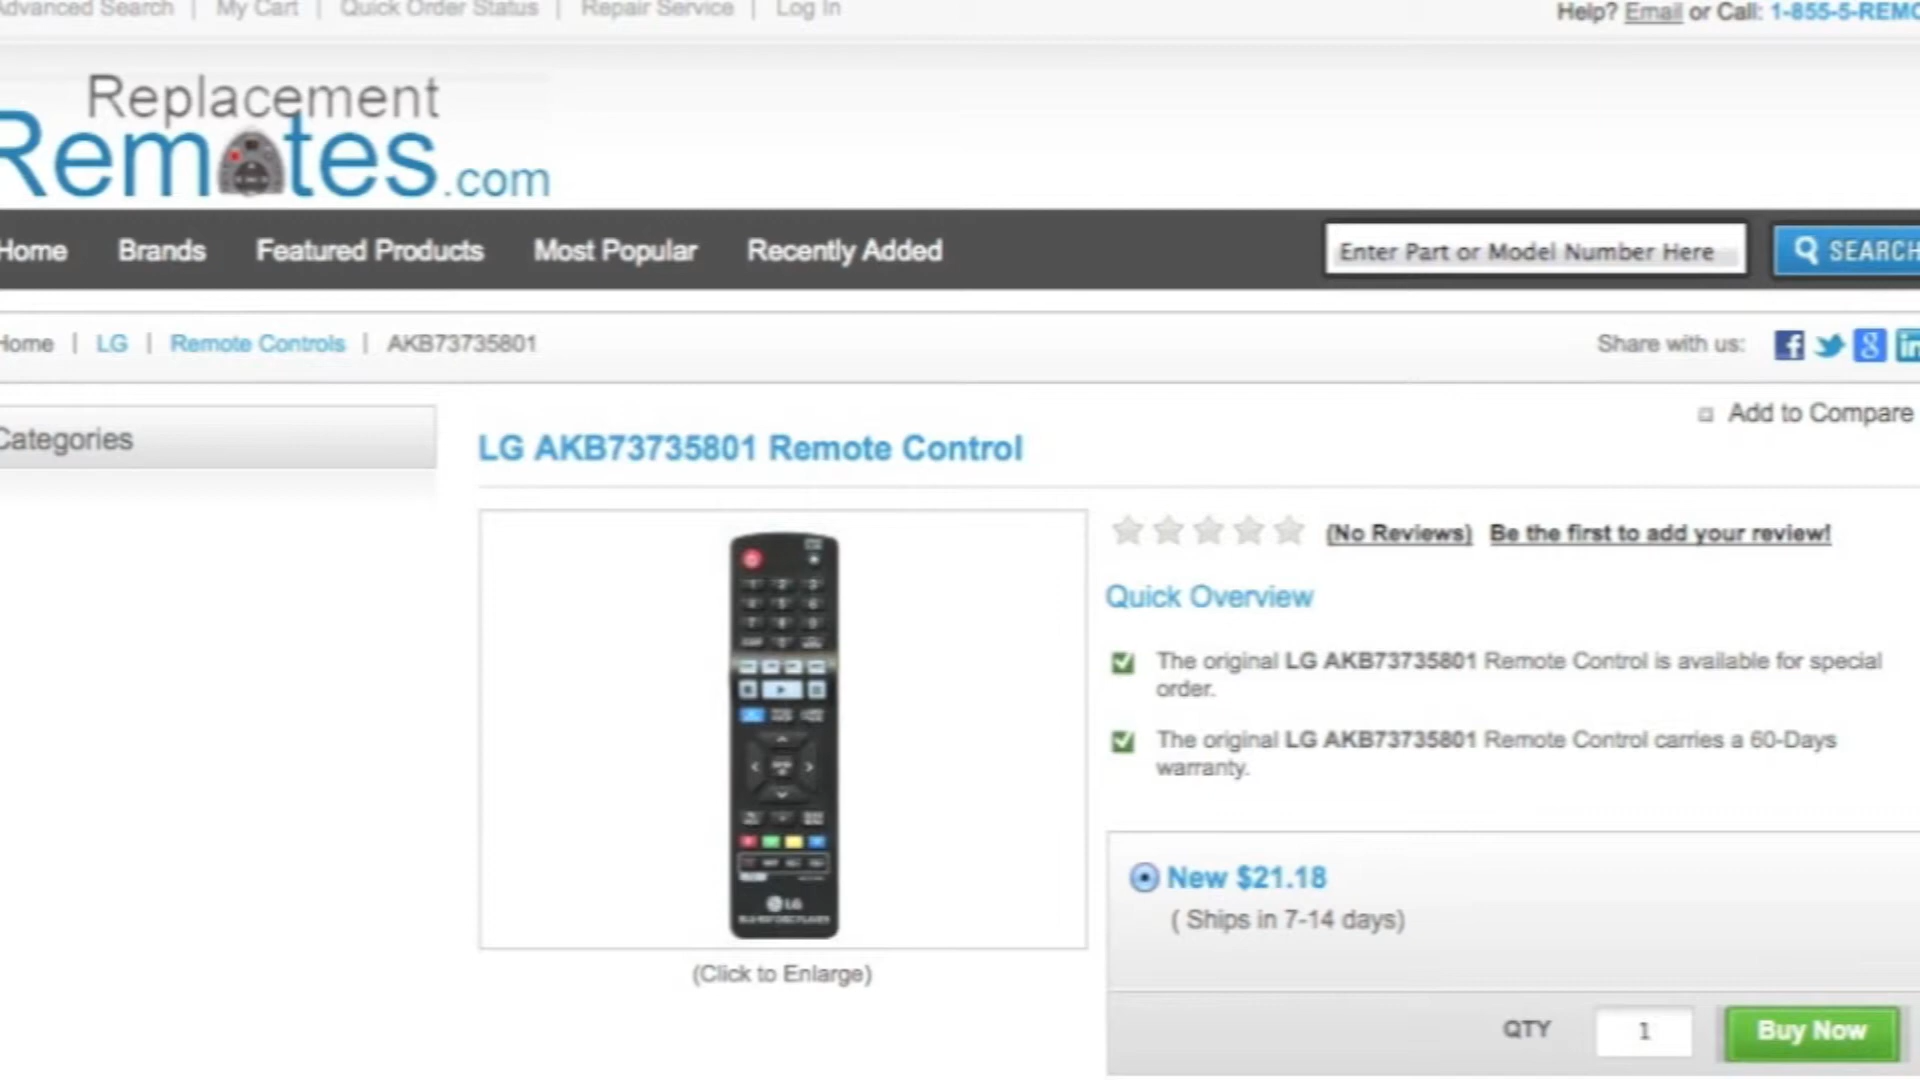 Advanced Search | My Cart | Quick Order Status | Repair Service | Log In
Help? Email or Call: 1-855-5-REMO
Replacement
Remotes.com
Home Brands Featured Products Most Popular Recently Added
Enter Part or Model Number Here
SEARCH
Home | LG | Remote Controls | AKB73735801
Share with us:
Add to Compare
Categories
LG AKB73735801 Remote Control
(No Reviews) Be the first to add your review!
Quick Overview
The original LG AKB73735801 Remote Control is available for special
order.
The original LG AKB73735801 Remote Control carries a 60-Days
warranty.
LG
New $21.18
( Ships in 7-14 days)
(Click to Enlarge)
QTY 1 Buy Now